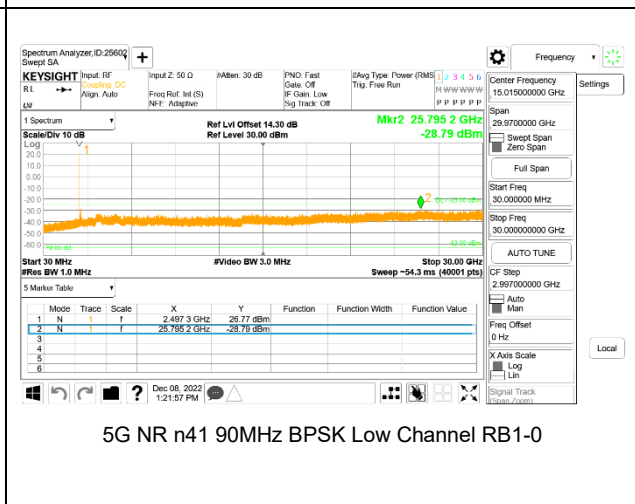 Spectrum Analyzer,ID:25602
Swept SA
+
Frequency
KEYSIGHT
RL
Input: RF
Coupling: DC
Align: Auto
Input Z: 50 Ω
Freq Ref: Int (S)
NFE: Adaptive
#Atten: 30 dB
PNO: Fast
Gate: Off
IF Gain: Low
Sig Track: Off
#Avg Type: Power (RMS
Trig: Free Run
1 2 3 4 5 6
M W W W W W
P P P P P P
1 Spectrum
Scale/Div 10 dB
Ref Lvl Offset 14.30 dB
Ref Level 30.00 dBm
Mkr2 25.795 2 GHz
-28.79 dBm
Log
1
20.0
10.0
0.00
-10.0
-20.0
-30.0
-40.0
-50.0
-60.0
2
DL1 -25.00 dBm
Start 30 MHz
#Res BW 1.0 MHz
#Video BW 3.0 MHz
Stop 30.00 GHz
Sweep ~54.3 ms (40001 pts)
5 Marker Table
Mode Trace Scale X Y Function Function Width Function Value
1 N 1 f 2.497 3 GHz 26.77 dBm
2 N 1 f 25.795 2 GHz -28.79 dBm
3
4
5
6
?
Dec 08, 2022
1:21:57 PM
Center Frequency
15.015000000 GHz
Settings
Span
29.9700000 GHz
Swept Span
Zero Span
Full Span
Start Freq
30.000000 MHz
Stop Freq
30.000000000 GHz
AUTO TUNE
CF Step
2.997000000 GHz
Auto
Man
Freq Offset
0 Hz
Local
X Axis Scale
Log
Lin
Signal Track
(Span Zoom)
5G NR n41 90MHz BPSK Low Channel RB1-0